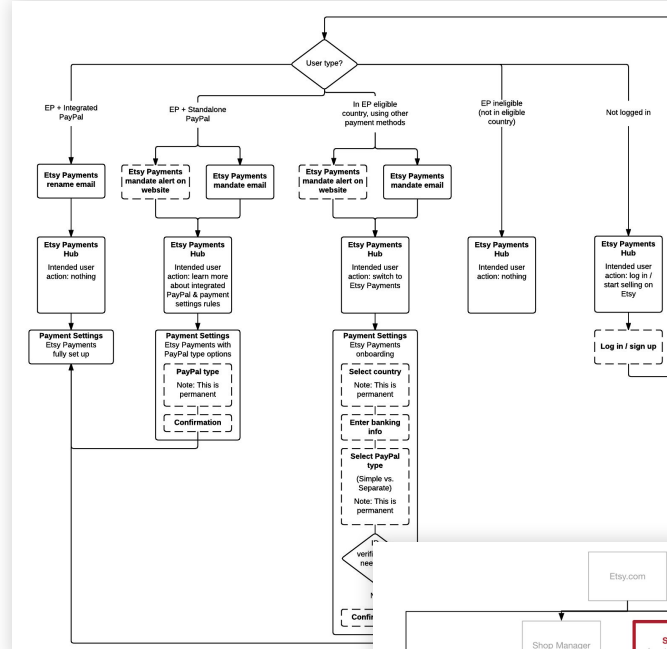 User type?
EP + Integrated
PayPal
EP + Standalone
PayPal
In EP eligible
country, using other
payment methods
EP ineligible
(not in eligible
country)
Not logged in
Etsy Payments
rename email
Etsy Payments
mandate alert on
website
Etsy Payments
mandate email
Etsy Payments
mandate alert on
website
Etsy Payments
mandate email
Etsy Payments
Hub
Intended user
action: nothing
Etsy Payments
Hub
Intended user
action: learn more
about integrated
PayPal & payment
settings rules
Etsy Payments
Hub
Intended user
action: switch to
Etsy Payments
Etsy Payments
Hub
Intended user
action: nothing
Etsy Payments
Hub
Intended user
action: log in /
start selling on
Etsy
Payment Settings
Etsy Payments
fully set up
Payment Settings
Etsy Payments with
PayPal type options
PayPal type
Note: This is
permanent
Confirmation
Payment Settings
Etsy Payments
onboarding
Select country
Note: This is
permanent
Enter banking
info
Select PayPal
type
(Simple vs.
Separate)
Note: This is
permanent
Log in / sign up
Etsy.com
Shop Manager